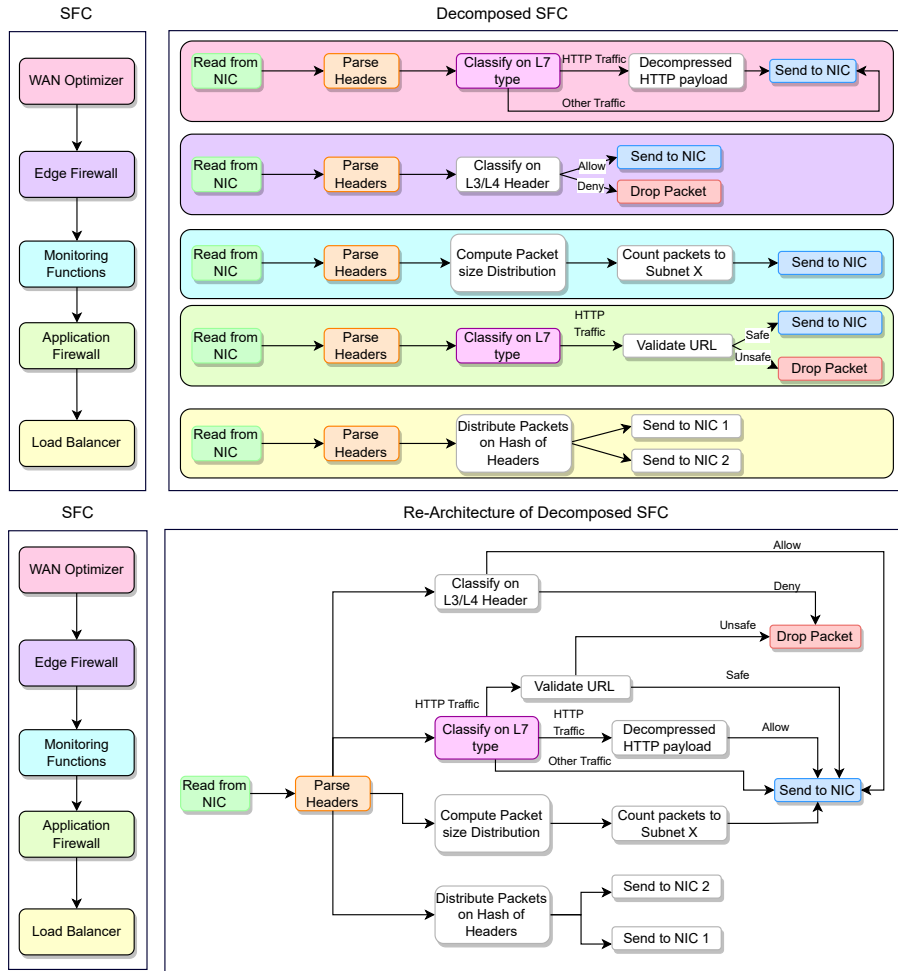 SFC
Decomposed SFC
WAN Optimizer
Edge Firewall
Monitoring
Functions
Application
Firewall
Load Balancer
Read from
NIC
Parse
Headers
Classify on L7
type
HTTP Traffic
Decompressed
HTTP payload
Send to NIC
Other Traffic
Read from
NIC
Parse
Headers
Classify on
L3/L4 Header
Allow
Deny
Send to NIC
Drop Packet
Read from
NIC
Parse
Headers
Compute Packet
size Distribution
Count packets to
Subnet X
Send to NIC
Read from
NIC
Parse
Headers
Classify on L7
type
HTTP
Traffic
Validate URL
Safe
Unsafe
Send to NIC
Drop Packet
Read from
NIC
Parse
Headers
Distribute Packets
on Hash of
Headers
Send to NIC 1
Send to NIC 2
SFC
Re-Architecture of Decomposed SFC
WAN Optimizer
Edge Firewall
Monitoring
Functions
Application
Firewall
Load Balancer
Read from
NIC
Parse
Headers
Classify on
L3/L4 Header
Allow
Deny
Unsafe
Drop Packet
Validate URL
Safe
HTTP Traffic
Classify on L7
type
HTTP
Traffic
Decompressed
HTTP payload
Allow
Other Traffic
Send to NIC
Compute Packet
size Distribution
Count packets to
Subnet X
Distribute Packets
on Hash of
Headers
Send to NIC 2
Send to NIC 1